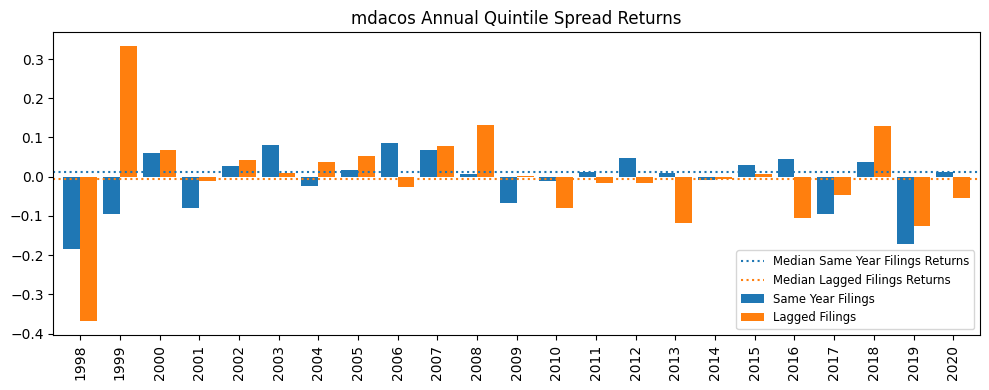 mdacos Annual Quintile Spread Returns
0.3
0.2
0.1
0.0
−0.1
−0.2
−0.3
−0.4
Median Same Year Filings Returns
Median Lagged Filings Returns
Same Year Filings
Lagged Filings
1998 1999 2000 2001 2002 2003 2004 2005 2006 2007 2008 2009 2010 2011 2012 2013 2014 2015 2016 2017 2018 2019 2020